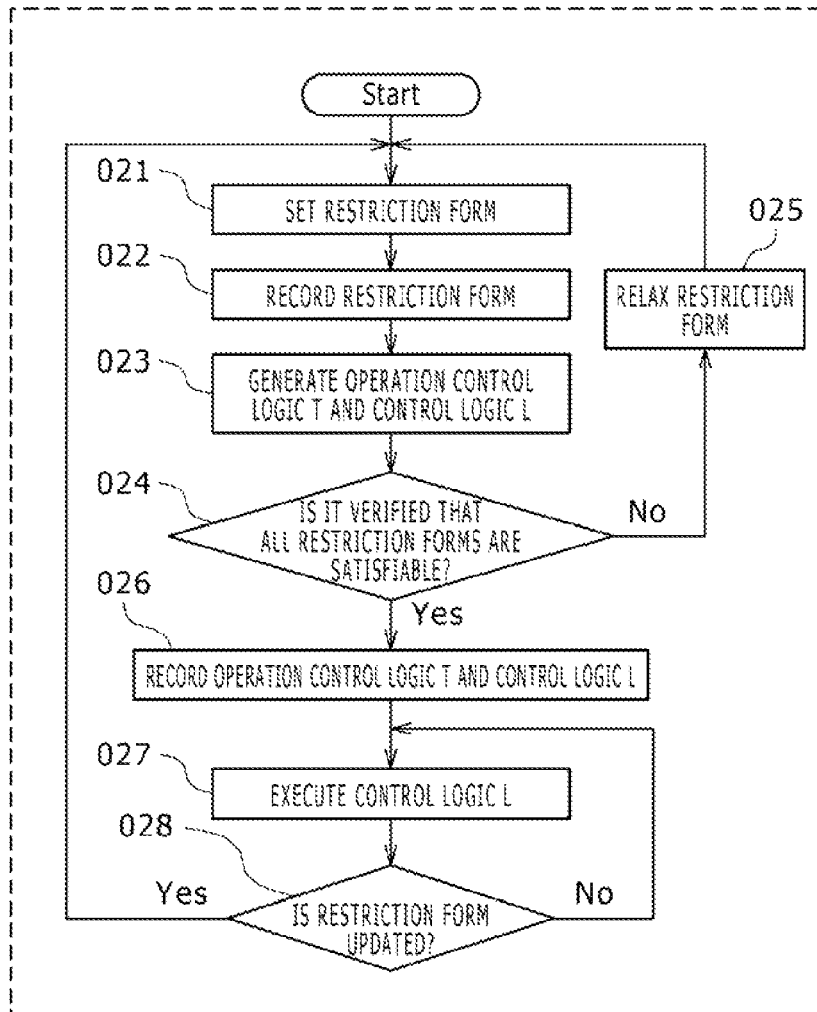 Start
021
SET RESTRICTION FORM
025
022
RECORD RESTRICTION FORM
RELAX RESTRICTION
FORM
023
GENERATE OPERATION CONTROL
LOGIC T AND CONTROL LOGIC L
024
IS IT VERIFIED THAT
ALL RESTRICTION FORMS ARE
SATISFIABLE?
No
026
Yes
RECORD OPERATION CONTROL LOGIC T AND CONTROL LOGIC L
027
EXECUTE CONTROL LOGIC L
028
Yes
No
IS RESTRICTION FORM
UPDATED?